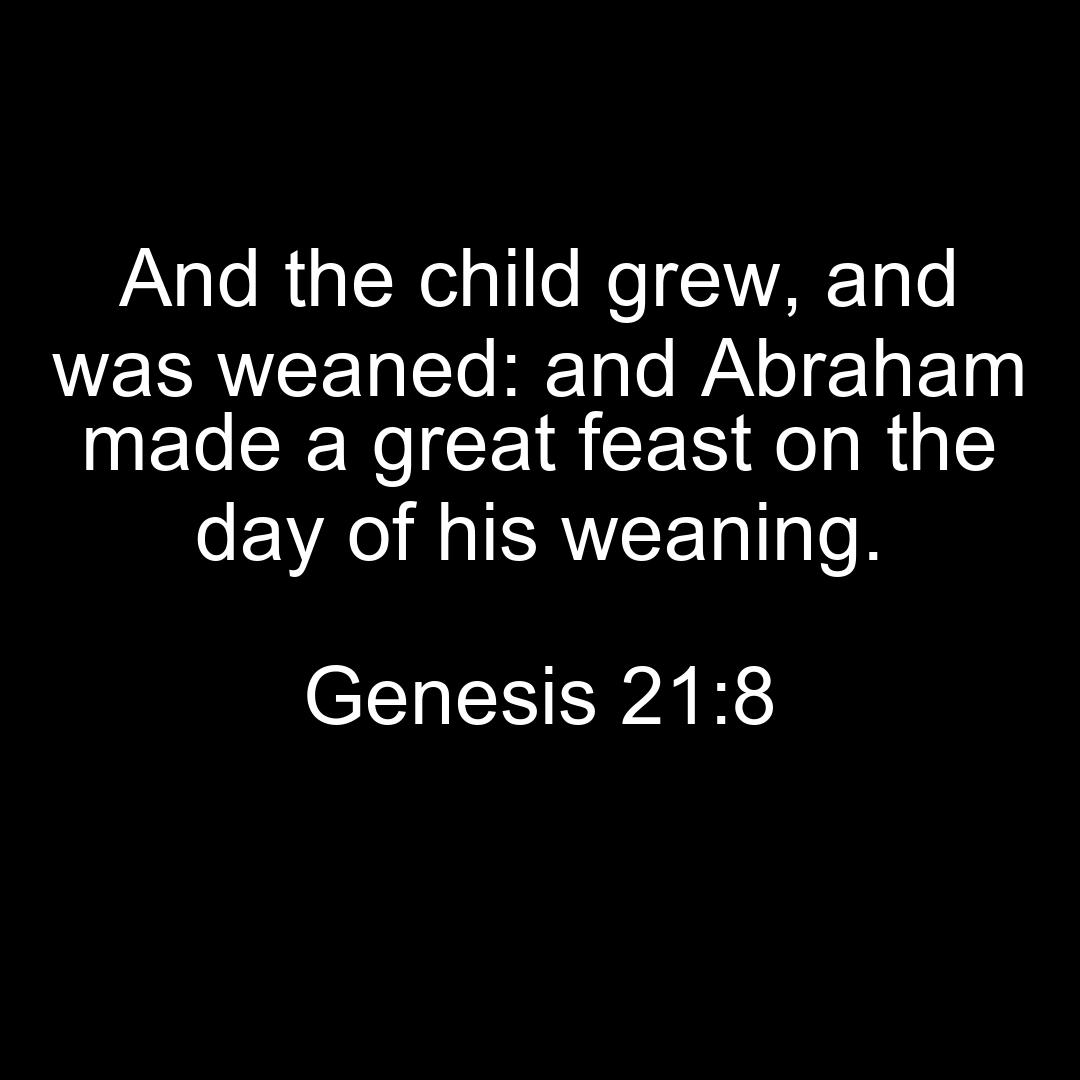 And the child grew, and
was weaned: and Abraham
made a great feast on the
day of his weaning.
Genesis 21:8